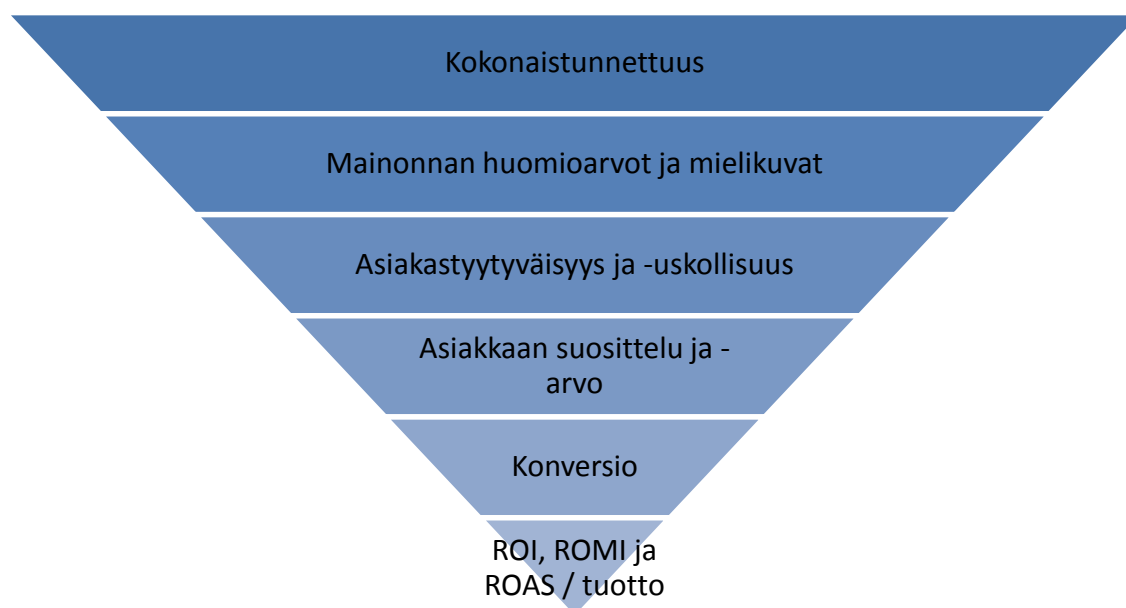 Kokonaistunnettuus
Mainonnan huomioarvot ja mielikuvat
Asiakastyytyväisyys ja -uskollisuus
Asiakkaan suosittelu ja -
arvo
Konversio
ROI, ROMI ja
ROAS / tuotto